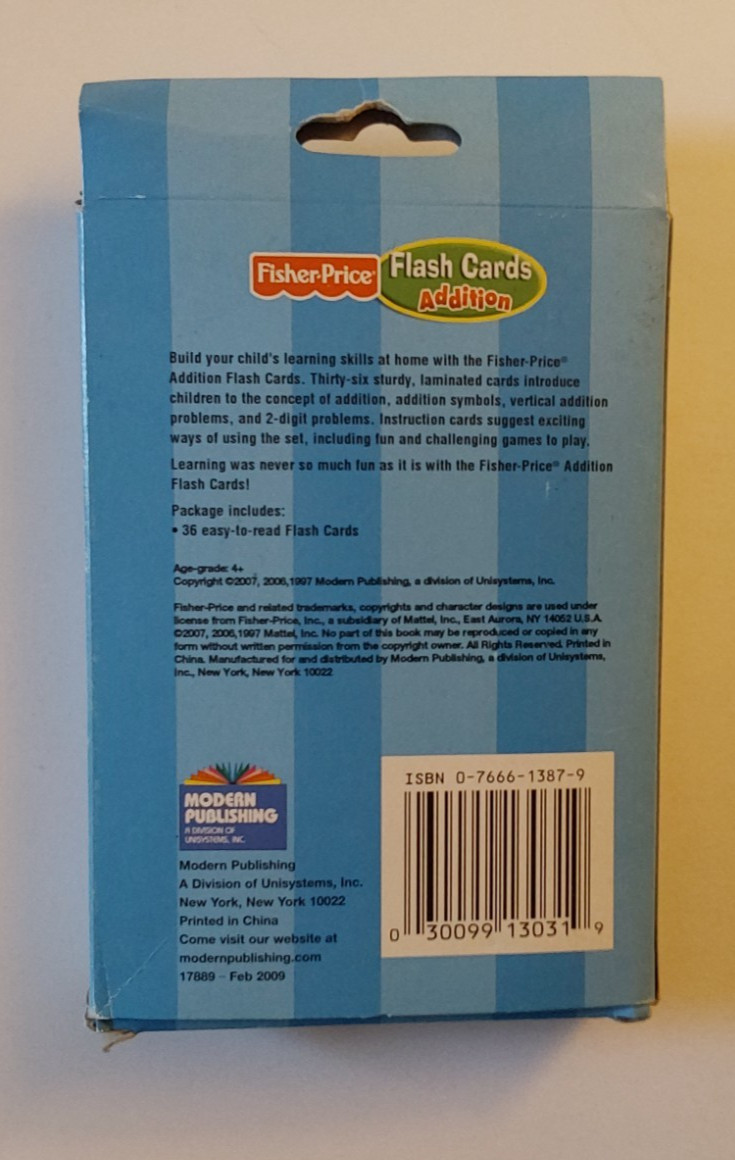 Fisher-Price®
Flash Cards
Addition
Build your child's learning skills at home with the Fisher-Price®
Addition Flash Cards. Thirty-six sturdy, laminated cards introduce
children to the concept of addition, addition symbols, vertical addition
problems, and 2-digit problems. Instruction cards suggest exciting
ways of using the set, including fun and challenging games to play.
Learning was never so much fun as it is with the Fisher-Price® Addition
Flash Cards!
Package includes:
• 36 easy-to-read Flash Cards
Age-grade: 4+
Copyright ©2007, 2006,1997 Modern Publishing, a division of Unisystems, Inc.
Fisher-Price and related trademarks, copyrights and character designs are used under
license from Fisher-Price, Inc., a subsidiary of Mattel, Inc., East Aurora, NY 14052 U.S.A.
©2007, 2006,1997 Mattel, Inc. No part of this book may be reproduced or copied in any
form without written permission from the copyright owner. All Rights Reserved. Printed in
China. Manufactured for and distributed by Modern Publishing, a division of Unisystems,
Inc., New York, New York 10022
MODERN
PUBLISHING
A DIVISION OF
UNISYSTEMS, INC.
Modern Publishing
A Division of Unisystems, Inc.
New York, New York 10022
Printed in China
Come visit our website at
modernpublishing.com
17889 - Feb 2009
ISBN 0-7666-1387-9
0 30099 13031 9